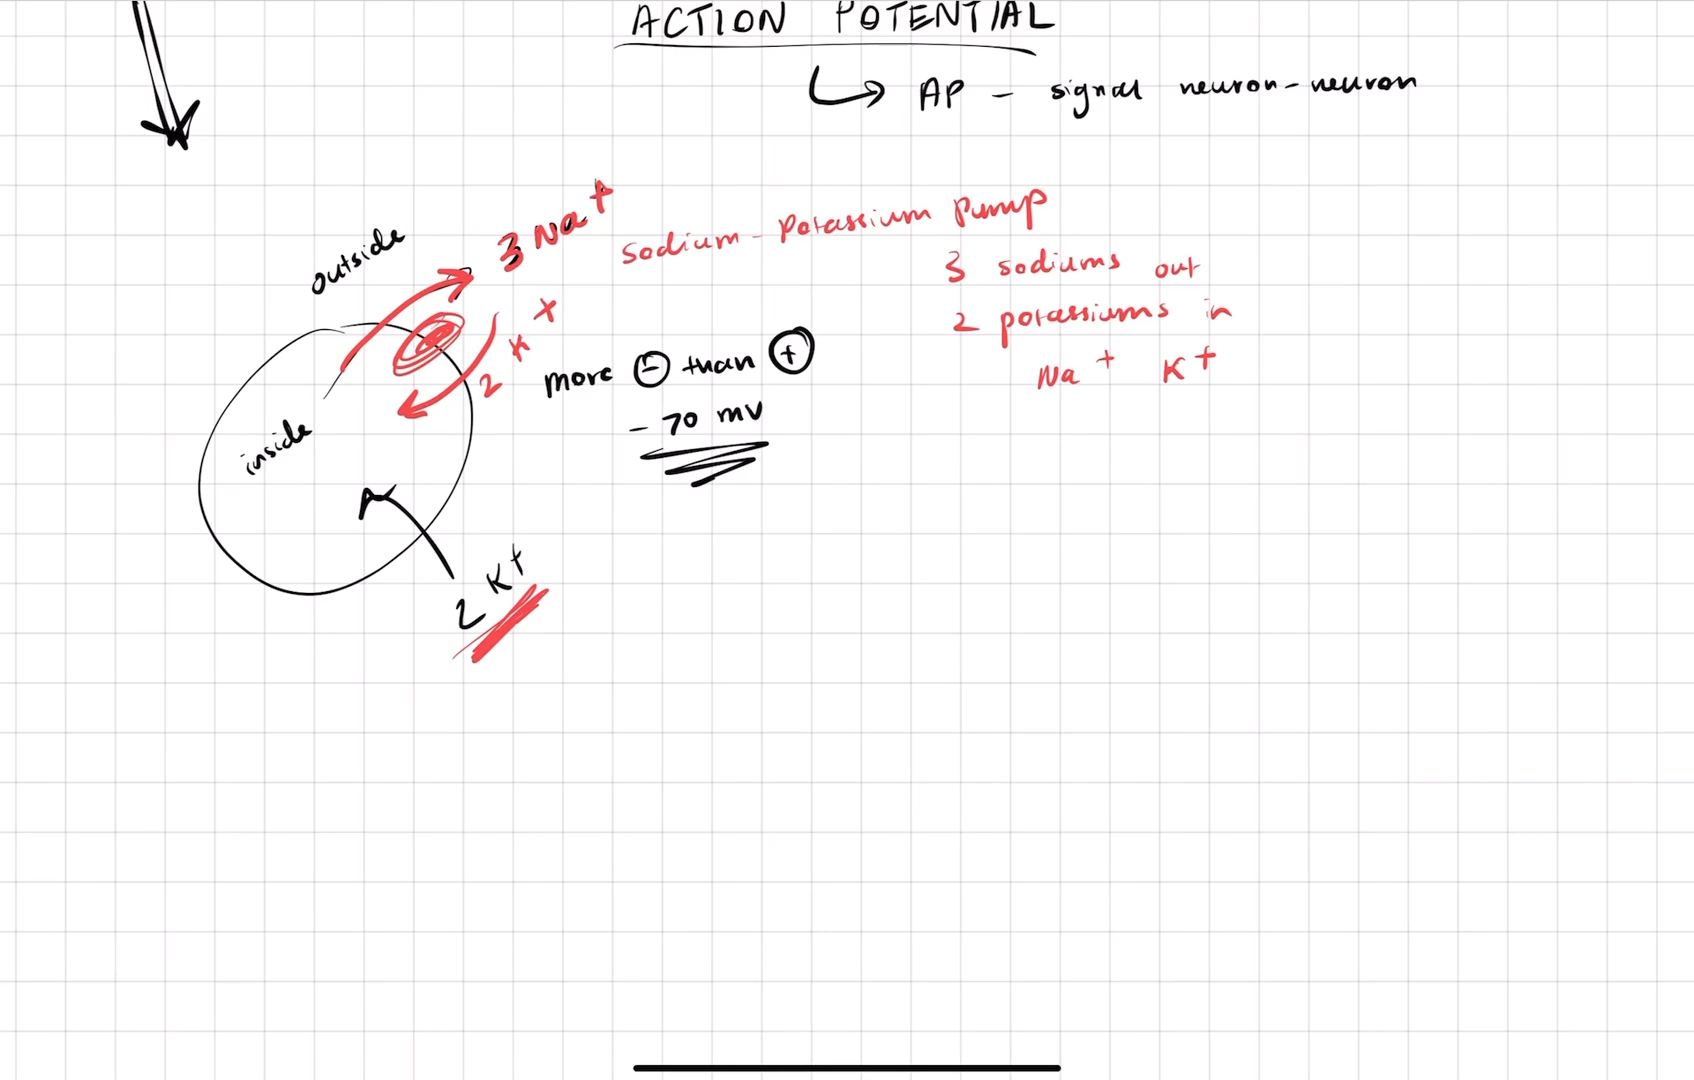 ACTION POTENTIAL
AP - signal neuron-neuron
outside
3 Na+
Sodium-Potassium Pump
3 sodiums out
2 potassiums in
Na+ K+
2 K+
more - than +
- 70 mV
inside
2 K+